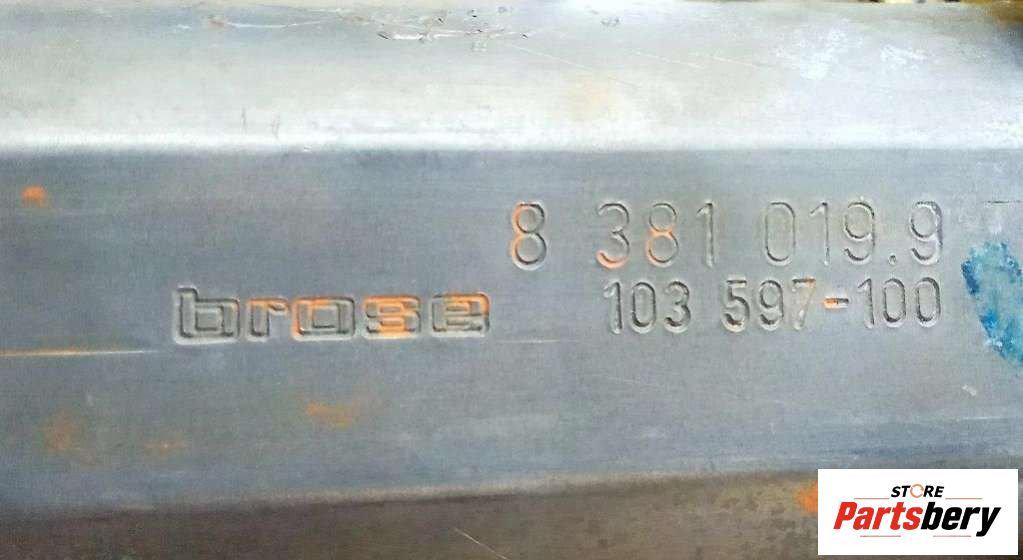 8 381 019.9
brose 103 597-100
STORE
Partsbery